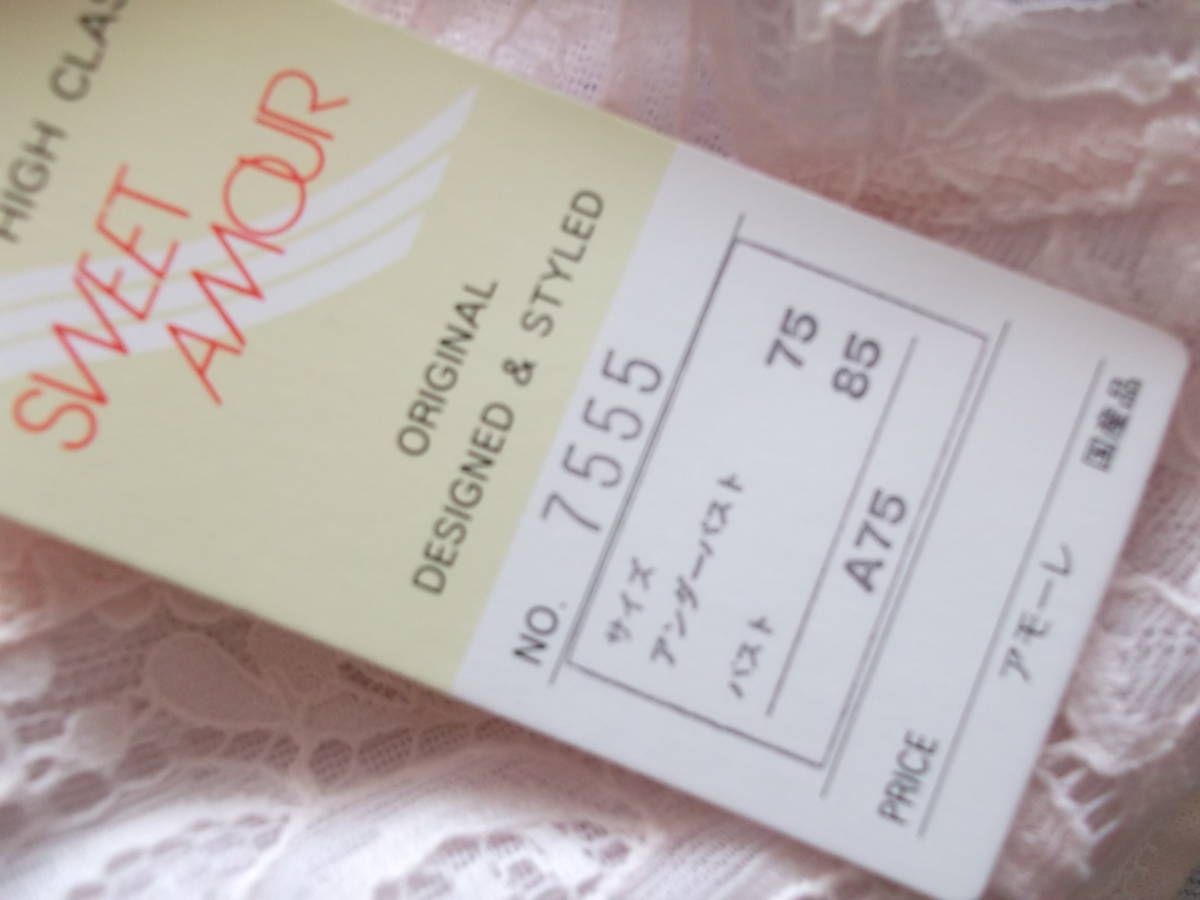 HIGH CLAS
SWEET
AMOUR
ORIGINAL
DESIGNED & STYLED
NO. 7555
サイズ
アンダーバスト 75
バスト 85
A75
PRICE
アモーレ 国産品